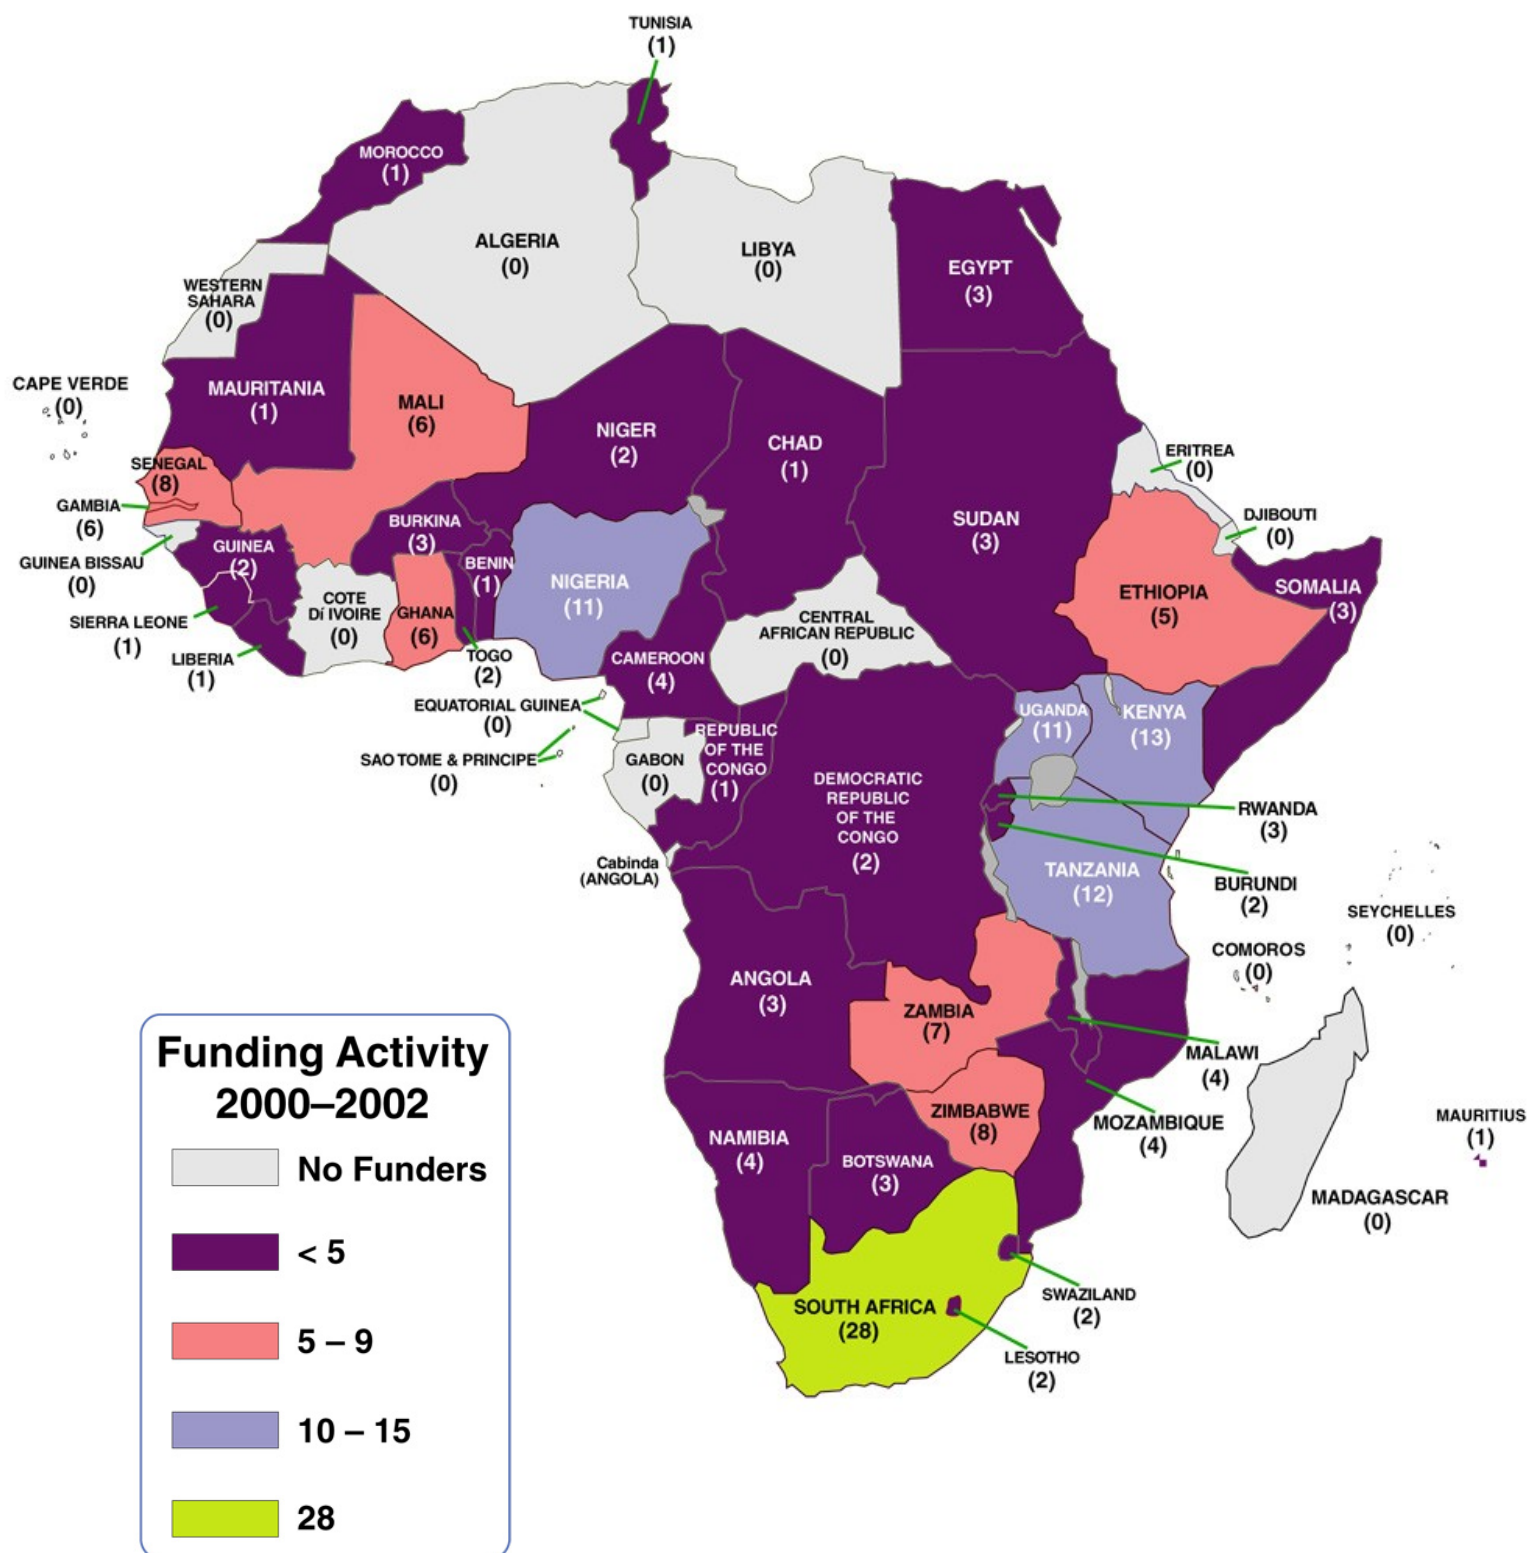 TUNISIA
(1)
MOROCCO
(1)
ALGERIA
(0)
LIBYA
(0)
EGYPT
(3)
WESTERN
SAHARA
(0)
CAPE VERDE
(0)
MAURITANIA
(1)
MALI
(6)
NIGER
(2)
CHAD
(1)
SUDAN
(3)
ERITREA
(0)
DJIBOUTI
(0)
SENEGAL
(8)
GAMBIA
(6)
GUINEA BISSAU
(0)
GUINEA
(2)
SIERRA LEONE
(1)
LIBERIA
(1)
COTE
Dí IVOIRE
(0)
BURKINA
(3)
GHANA
(6)
BENIN
(1)
TOGO
(2)
NIGERIA
(11)
CAMEROON
(4)
CENTRAL
AFRICAN REPUBLIC
(0)
ETHIOPIA
(5)
SOMALIA
(3)
EQUATORIAL GUINEA
(0)
SAO TOME & PRINCIPE
(0)
GABON
(0)
REPUBLIC
OF THE
CONGO
(1)
DEMOCRATIC
REPUBLIC
OF THE
CONGO
(2)
UGANDA
(11)
KENYA
(13)
RWANDA
(3)
BURUNDI
(2)
TANZANIA
(12)
Cabinda
(ANGOLA)
SEYCHELLES
(0)
COMOROS
(0)
ANGOLA
(3)
ZAMBIA
(7)
MALAWI
(4)
MOZAMBIQUE
(4)
ZIMBABWE
(8)
NAMIBIA
(4)
BOTSWANA
(3)
MAURITIUS
(1)
MADAGASCAR
(0)
SOUTH AFRICA
(28)
SWAZILAND
(2)
LESOTHO
(2)
Funding Activity
2000–2002
No Funders
< 5
5 – 9
10 – 15
28